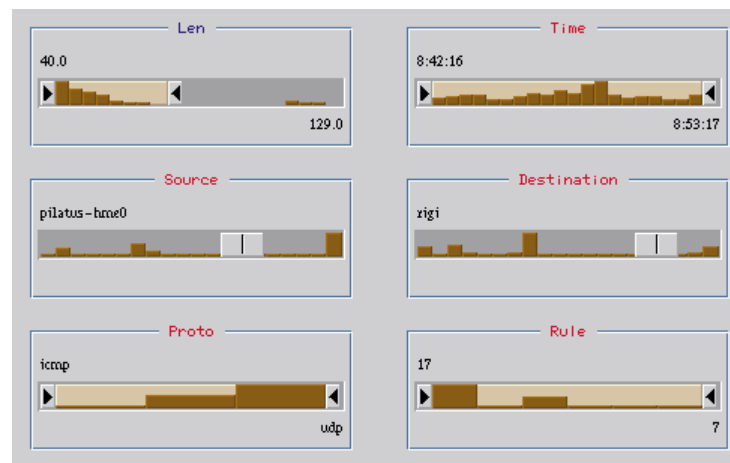 Len
40.0
129.0
Time
8:42:16
8:53:17
Source
pilatus-hme0
Destination
rigi
Proto
icmp
udp
Rule
17
7